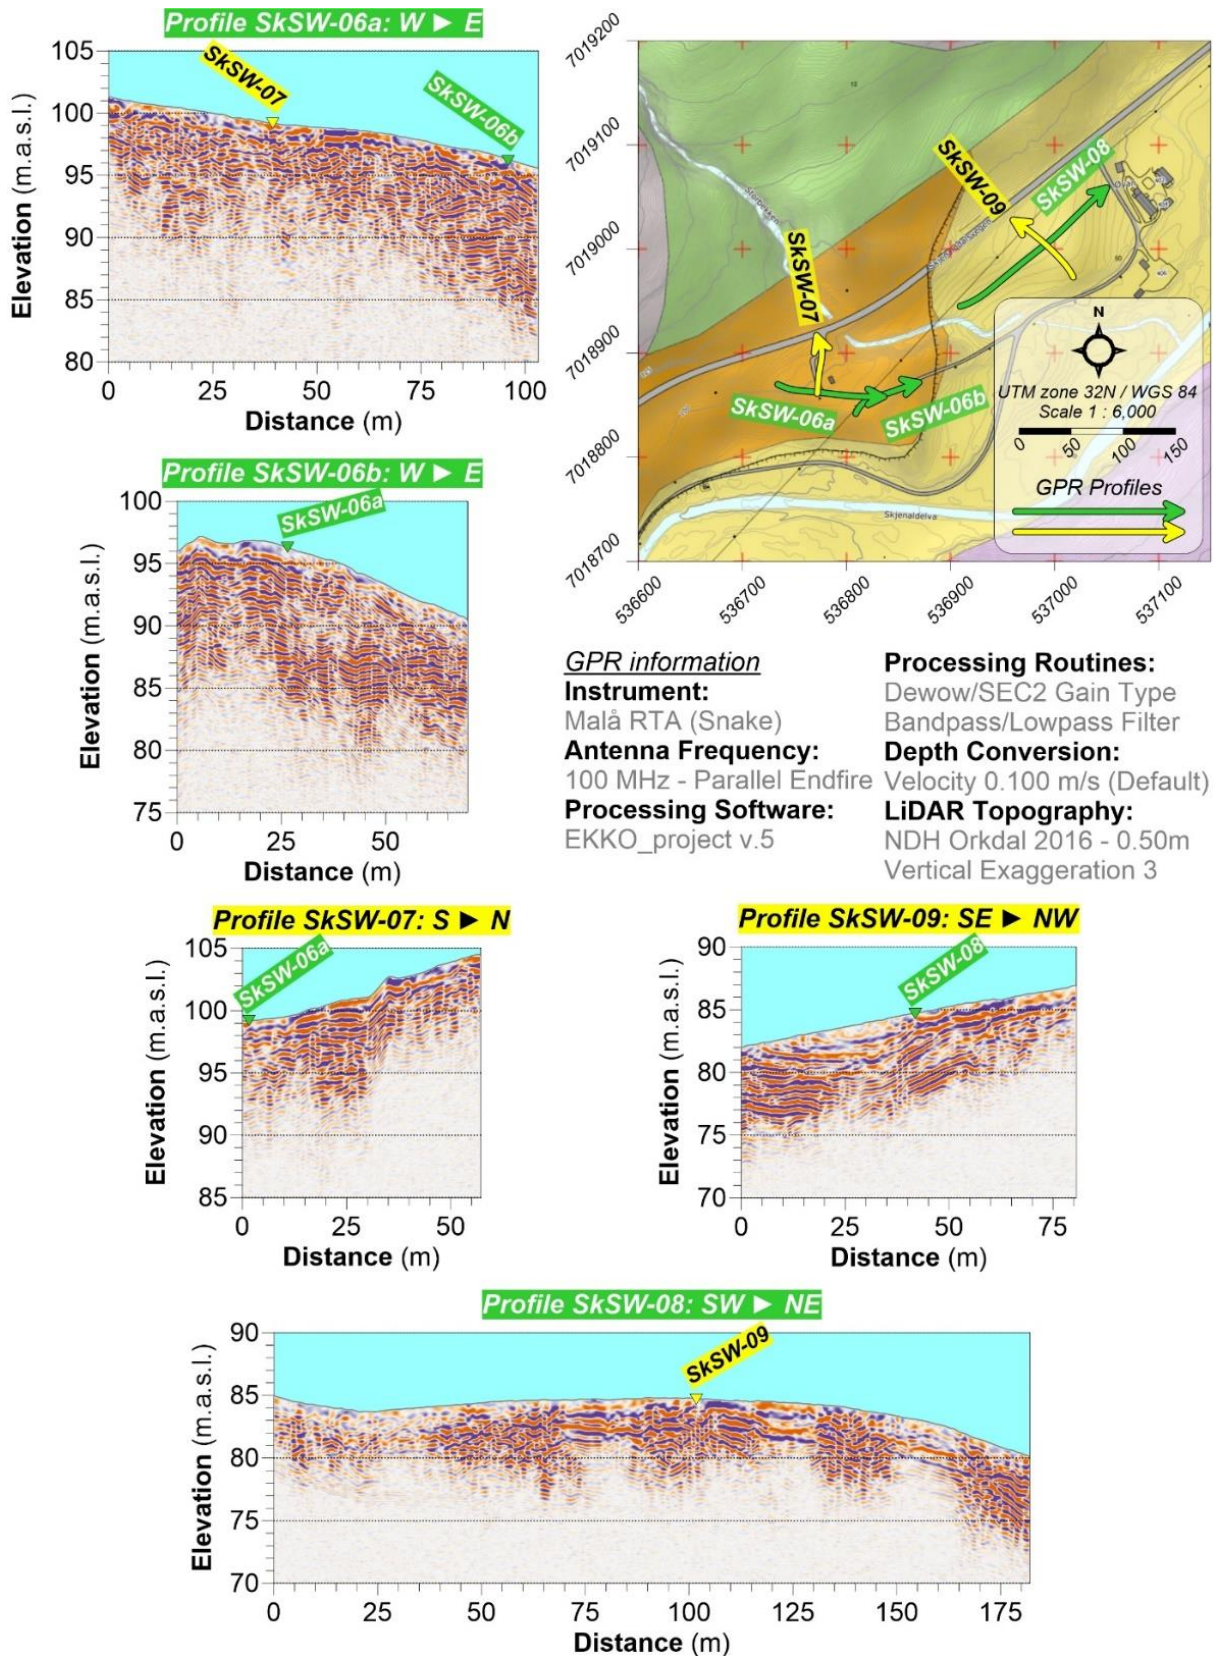 Profile SkSW-06a: W ► E
105
100
95
90
85
80
Elevation (m.a.s.l.)
SkSW-07
SkSW-06b
0 25 50 75 100
Distance (m)
7019200
7019100
7019000
7018900
7018800
7018700
SkSW-09
SkSW-08
SkSW-07
SkSW-06a
SkSW-06b
Skjenaldelva
N
UTM zone 32N / WGS 84
Scale 1 : 6,000
0 50 100 150
GPR Profiles
536600 536700 536800 536900 537000 537100
Profile SkSW-06b: W ► E
100
95
90
85
80
75
Elevation (m.a.s.l.)
SkSW-06a
0 25 50
Distance (m)
GPR information
Instrument:
Malå RTA (Snake)
Antenna Frequency:
100 MHz - Parallel Endfire
Processing Software:
EKKO_project v.5
Processing Routines:
Dewow/SEC2 Gain Type
Bandpass/Lowpass Filter
Depth Conversion:
Velocity 0.100 m/s (Default)
LiDAR Topography:
NDH Orkdal 2016 - 0.50m
Vertical Exaggeration 3
Profile SkSW-07: S ► N
105
100
95
90
85
Elevation (m.a.s.l.)
SkSW-06a
0 25 50
Distance (m)
Profile SkSW-09: SE ► NW
90
85
80
75
70
Elevation (m.a.s.l.)
SkSW-08
0 25 50 75
Distance (m)
Profile SkSW-08: SW ► NE
90
85
80
75
70
Elevation (m.a.s.l.)
SkSW-09
0 25 50 75 100 125 150 175
Distance (m)